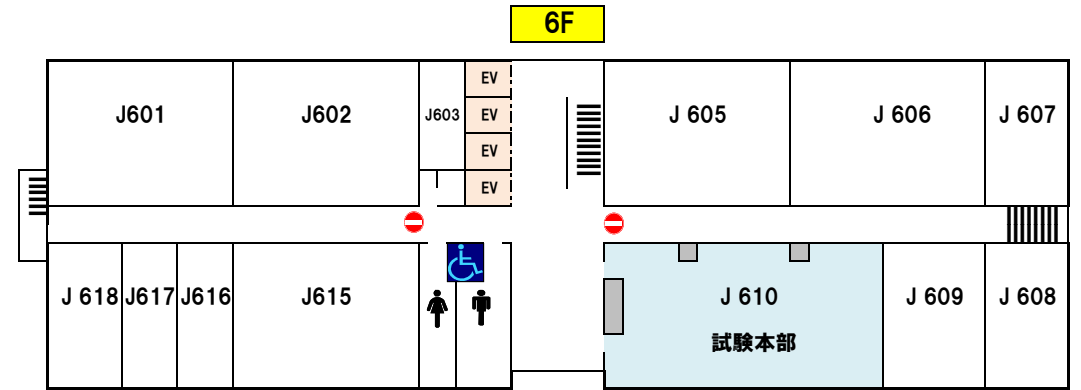 6F
EV
J601
J602
J603
EV
J 605
J 606
J 607
EV
EV
J 618
J617
J616
J615
J 610
J 609
J 608
試験本部